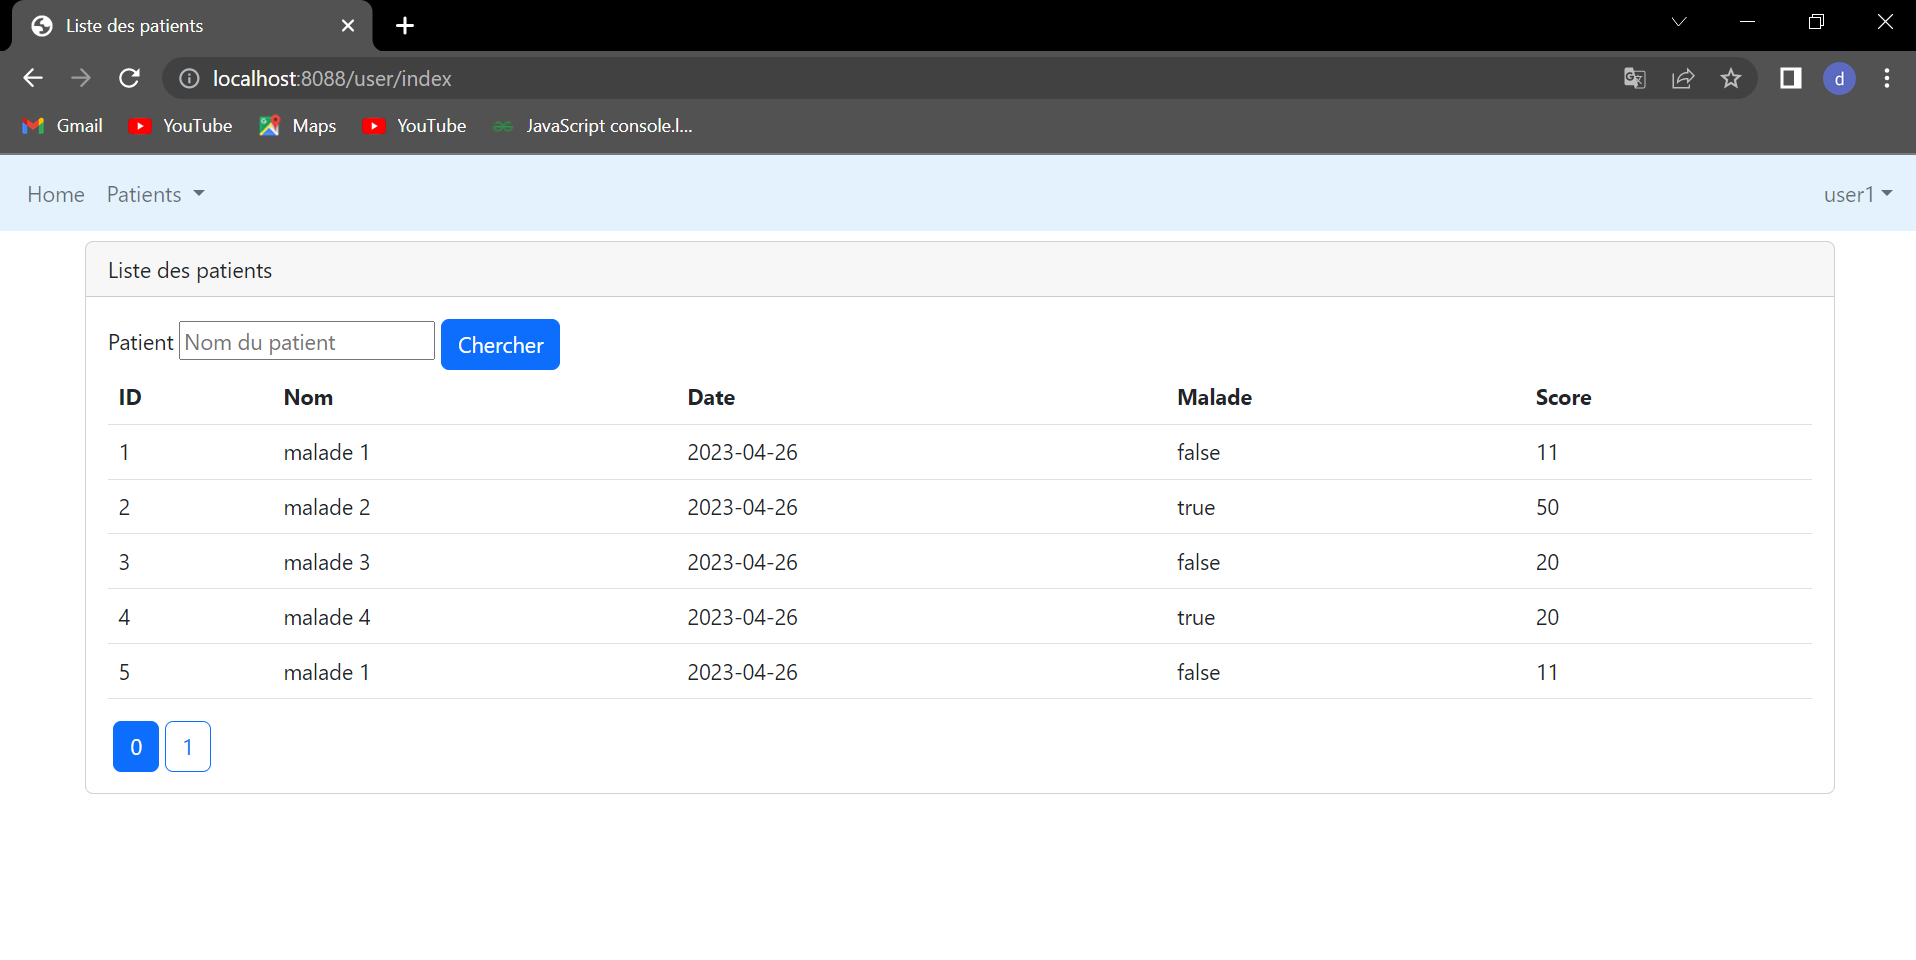 Liste des patients
localhost:8088/user/index
d
Gmail YouTube Maps YouTube JavaScript console.l...
Home Patients user1
Liste des patients
Patient Nom du patient Chercher
ID Nom Date Malade Score
1 malade 1 2023-04-26 false 11
2 malade 2 2023-04-26 true 50
3 malade 3 2023-04-26 false 20
4 malade 4 2023-04-26 true 20
5 malade 1 2023-04-26 false 11
0 1